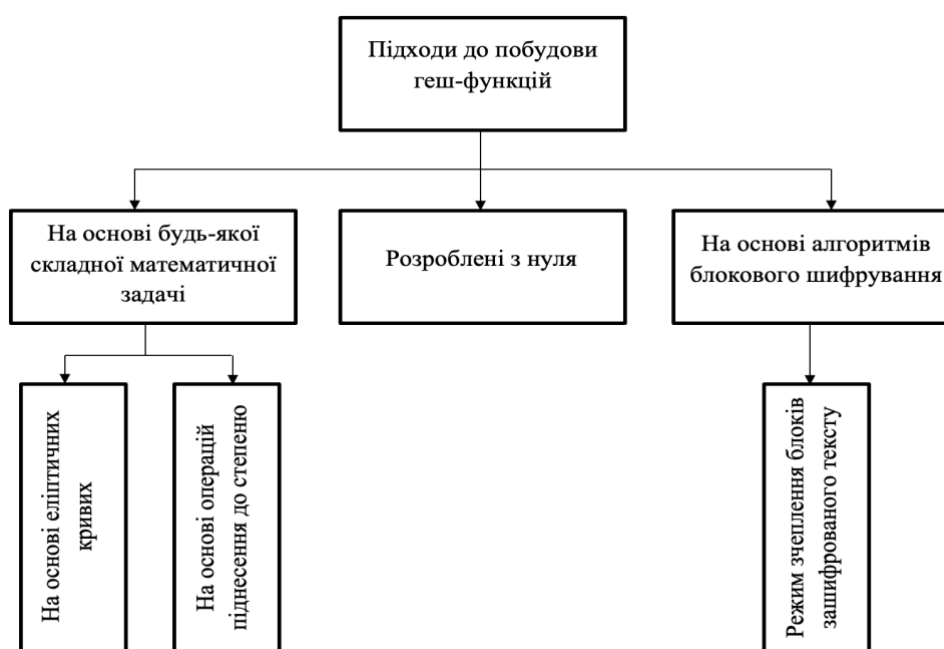 Підходи до побудови
геш-функцій
На основі будь-якої
складної математичної
задачі
Розроблені з нуля
На основі алгоритмів
блокового шифрування
На основі еліптичних
кривих
На основі операцій
піднесення до степеню
Режим зчеплення блоків
зашифрованого тексту